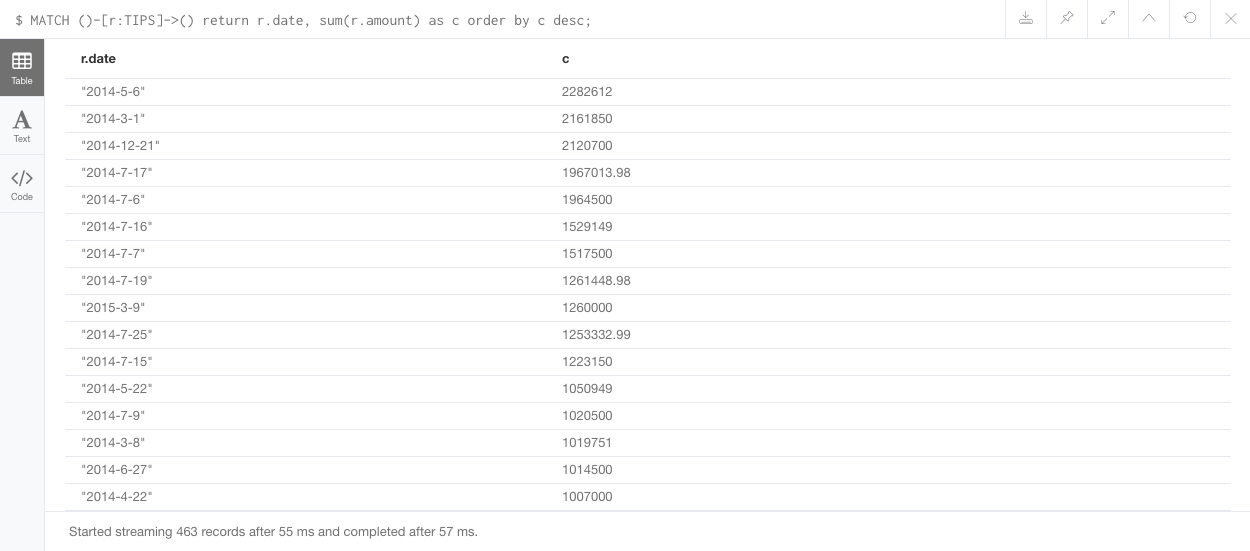 $ MATCH ()-[r:TIPS]->() return r.date, sum(r.amount) as c order by c desc;
Table
Text
Code
r.date c
"2014-5-6" 2282612
"2014-3-1" 2161850
"2014-12-21" 2120700
"2014-7-17" 1967013.98
"2014-7-6" 1964500
"2014-7-16" 1529149
"2014-7-7" 1517500
"2014-7-19" 1261448.98
"2015-3-9" 1260000
"2014-7-25" 1253332.99
"2014-7-15" 1223150
"2014-5-22" 1050949
"2014-7-9" 1020500
"2014-3-8" 1019751
"2014-6-27" 1014500
"2014-4-22" 1007000
Started streaming 463 records after 55 ms and completed after 57 ms.